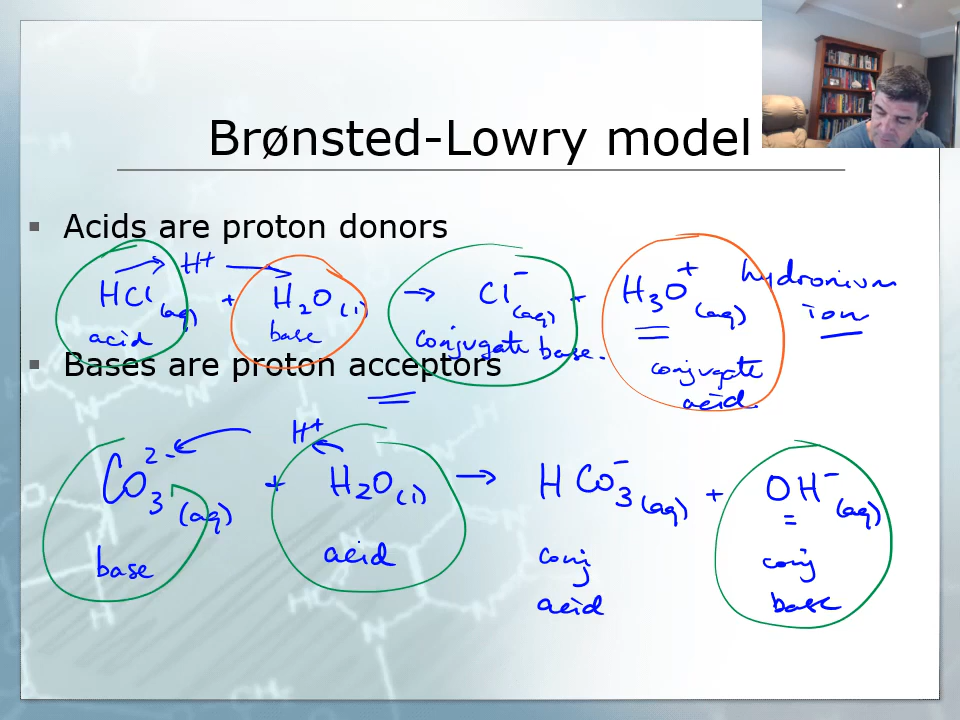 Brønsted-Lowry model
Acids are proton donors
H+
HCl(aq) + H2O(l) → Cl-(aq) + H3O+(aq) hydronium
ion
acid base conjugate base.
conjugate
acid
Bases are proton acceptors
H+
CO3 2-(aq) + H2O(l) → HCO3-(aq) + OH-(aq)
base acid conj conj
acid base